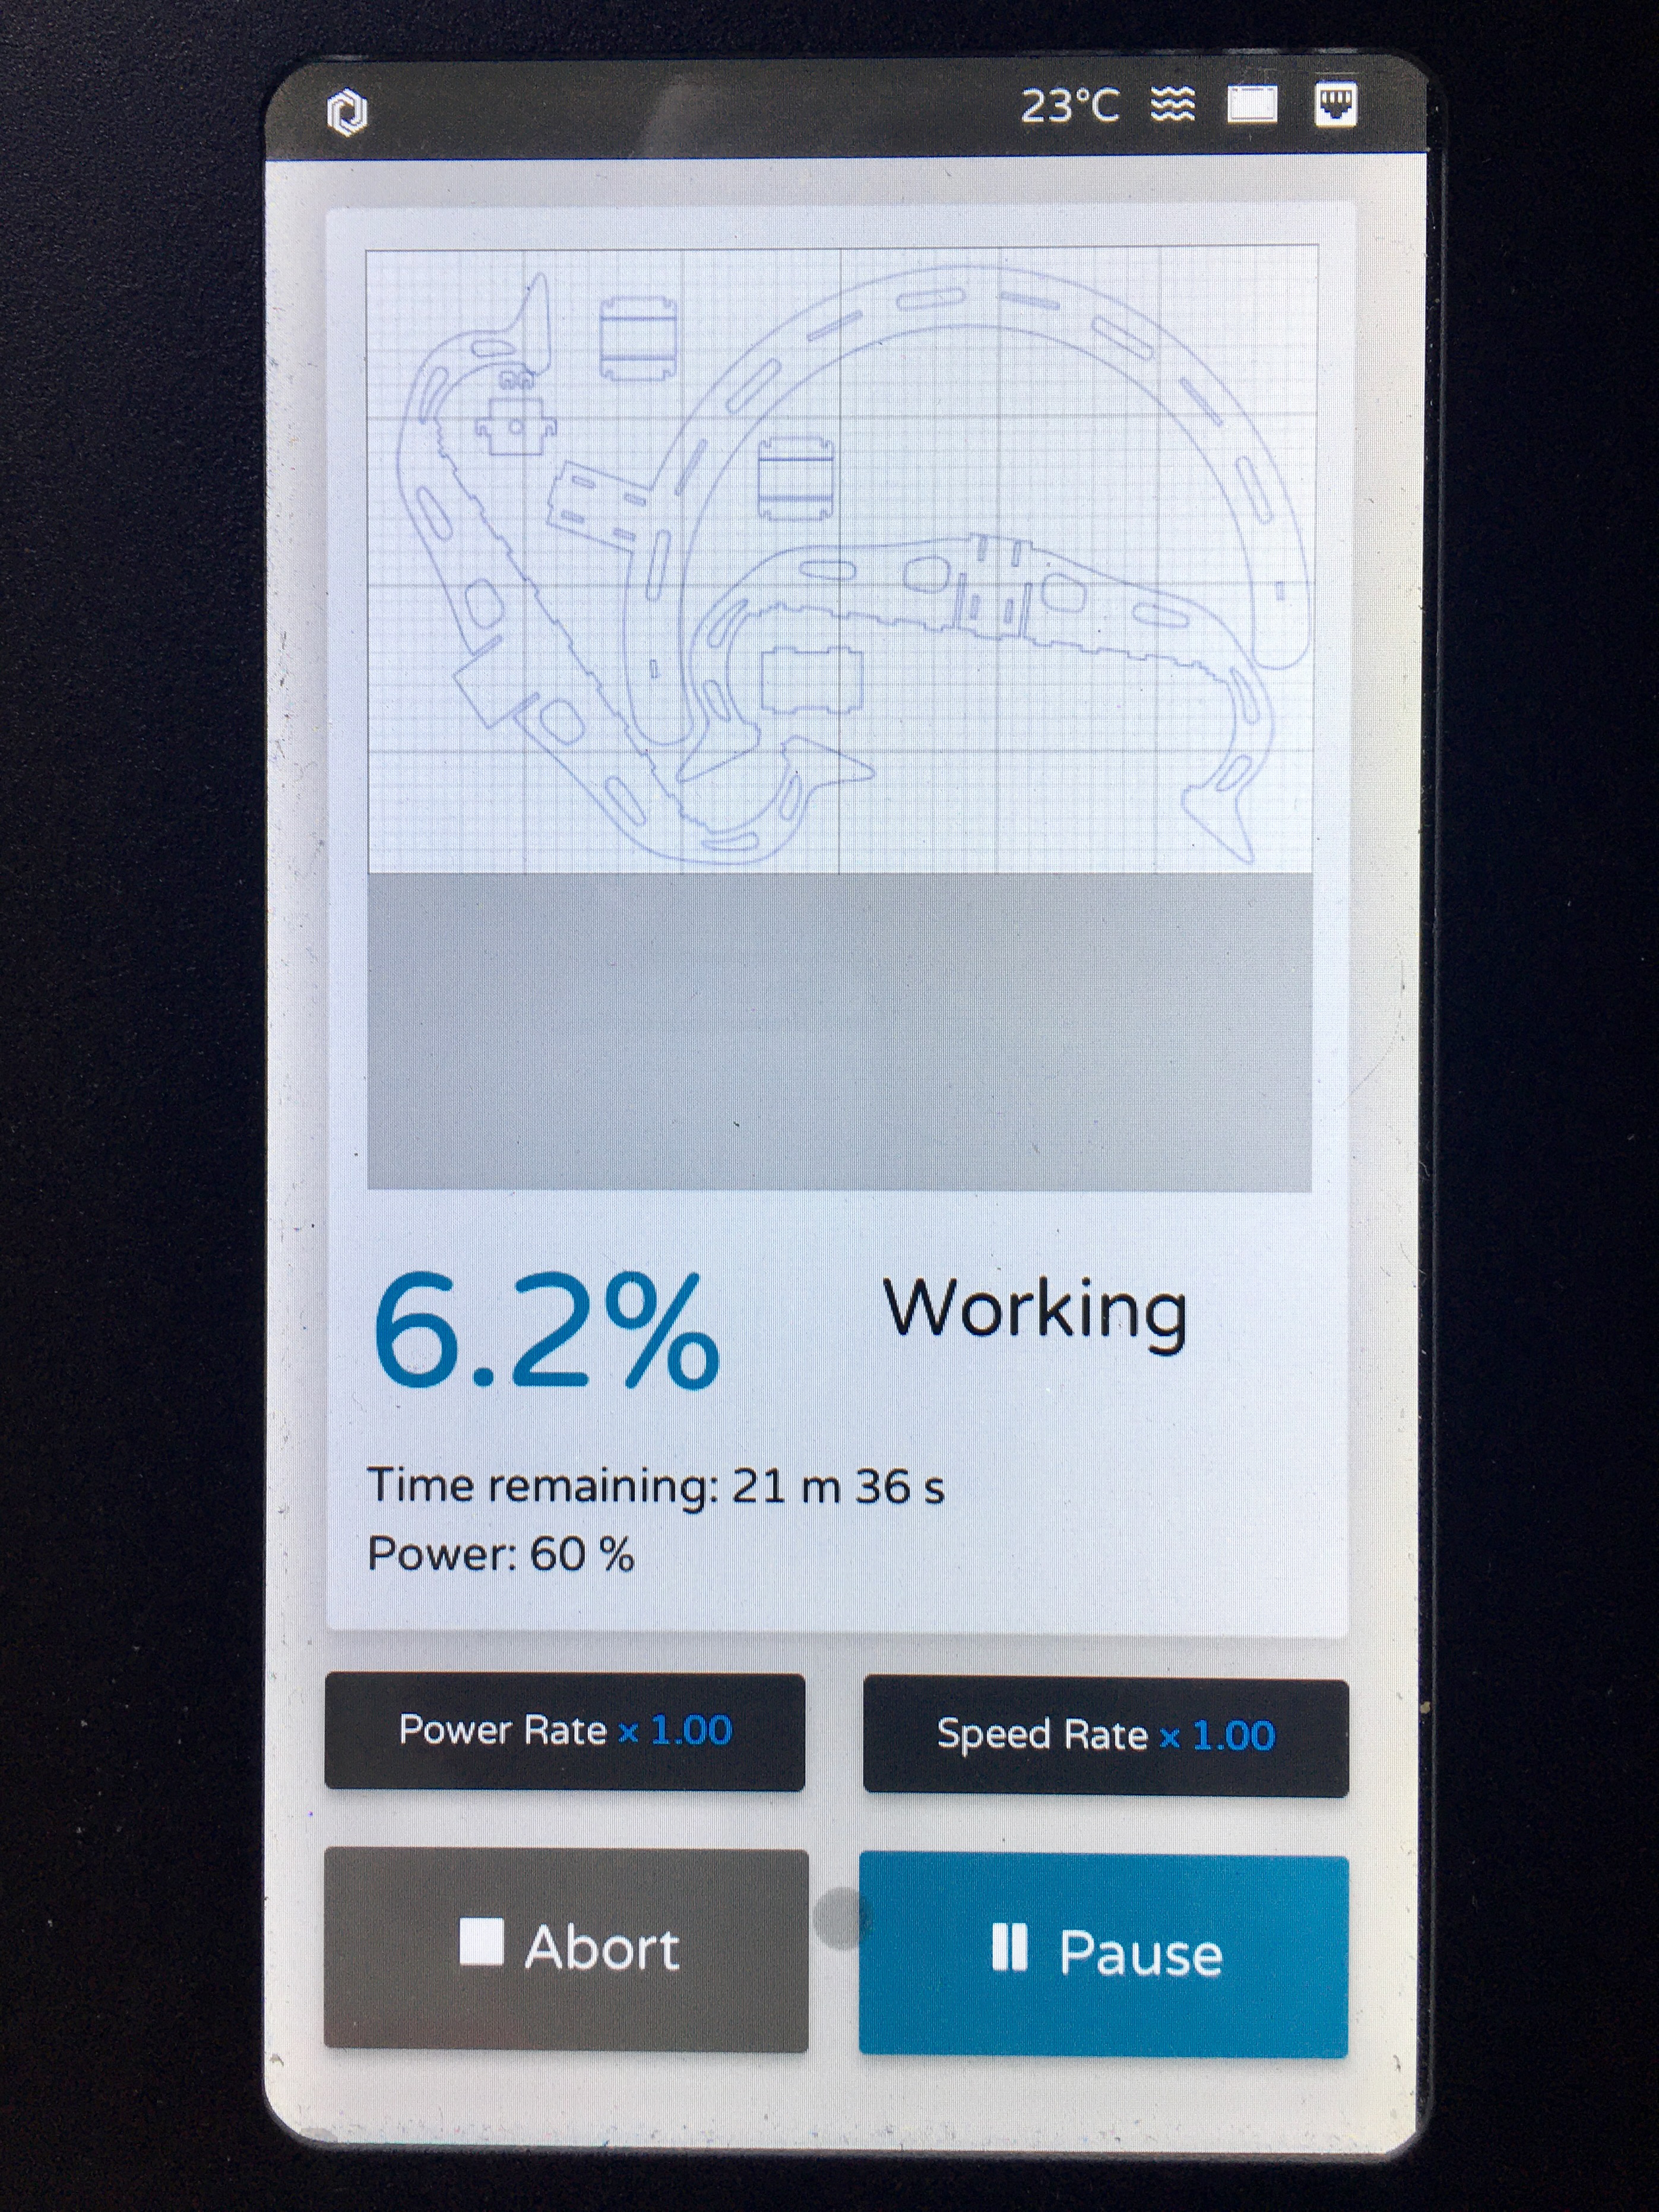 23°C
6.2% Working
Time remaining: 21 m 36 s
Power: 60 %
Power Rate x 1.00 Speed Rate x 1.00
Abort Pause